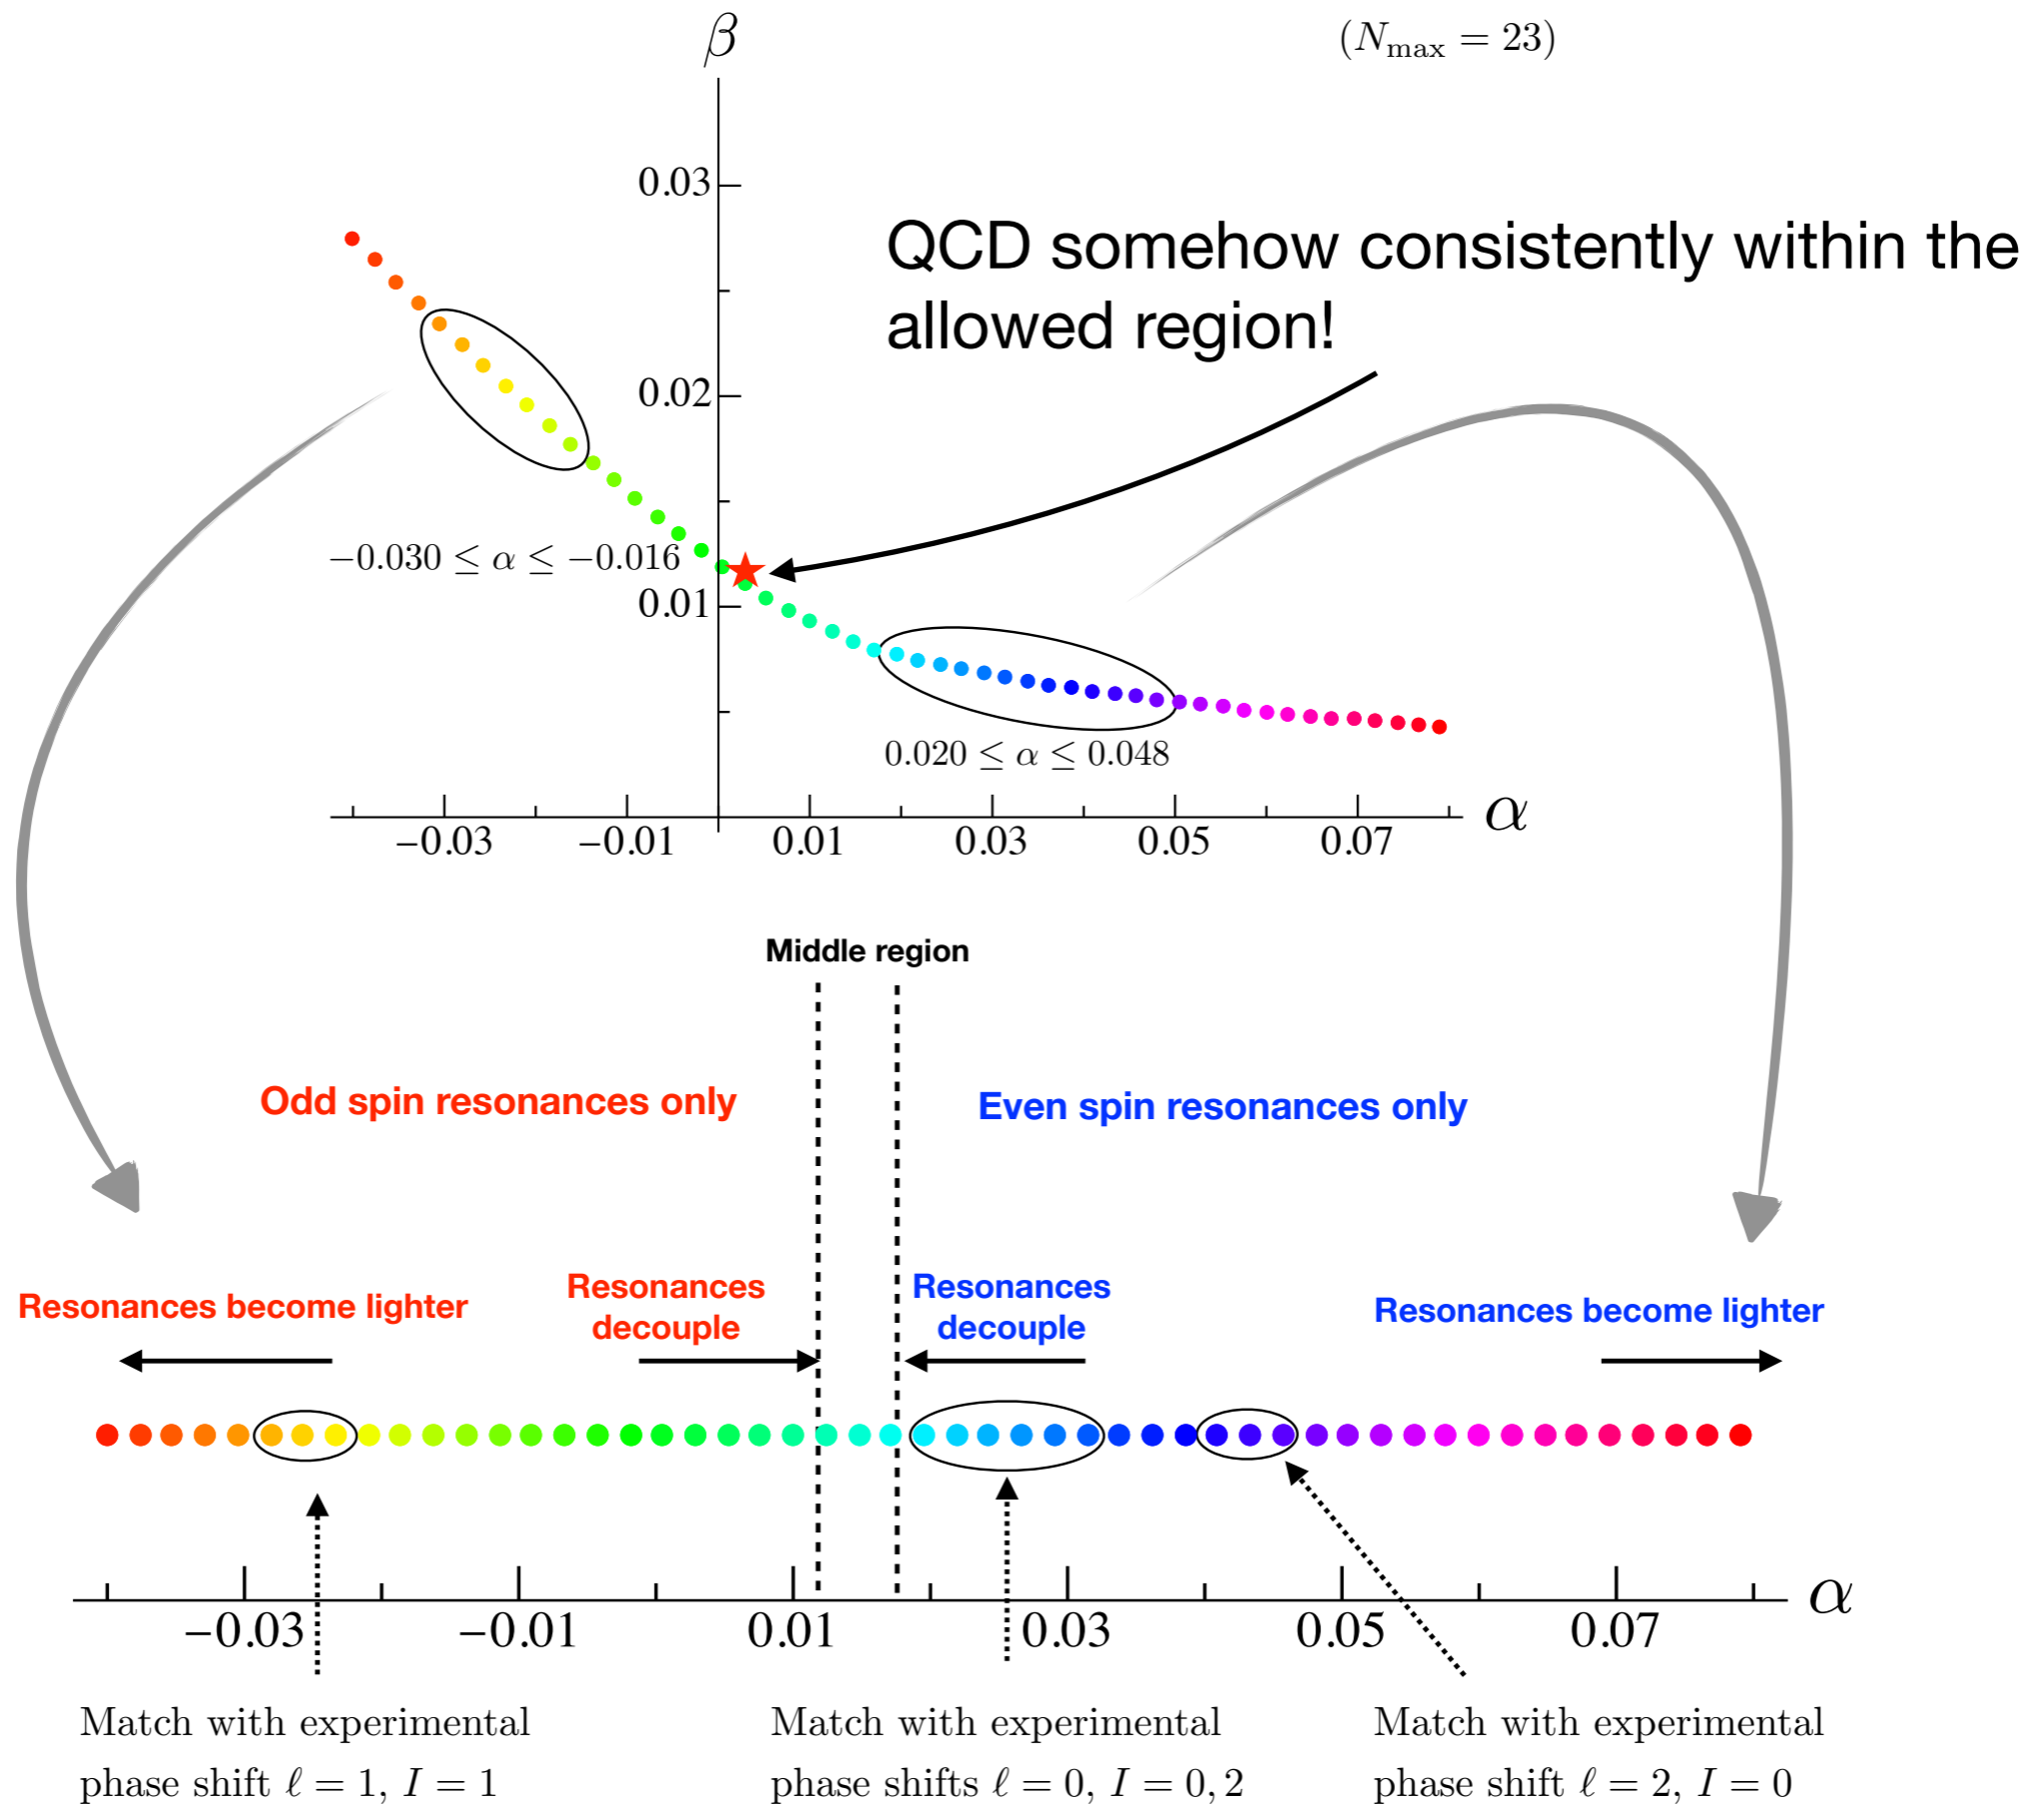 β
(N_max = 23)
0.03
QCD somehow consistently within the
allowed region!
0.02
−0.030 ≤ α ≤ −0.016
0.01
0.020 ≤ α ≤ 0.048
α
−0.03 −0.01 0.01 0.03 0.05 0.07
Middle region
Odd spin resonances only
Even spin resonances only
Resonances become lighter
Resonances
decouple
Resonances
decouple
Resonances become lighter
α
−0.03 −0.01 0.01 0.03 0.05 0.07
Match with experimental
phase shift ℓ = 1, I = 1
Match with experimental
phase shifts ℓ = 0, I = 0, 2
Match with experimental
phase shift ℓ = 2, I = 0